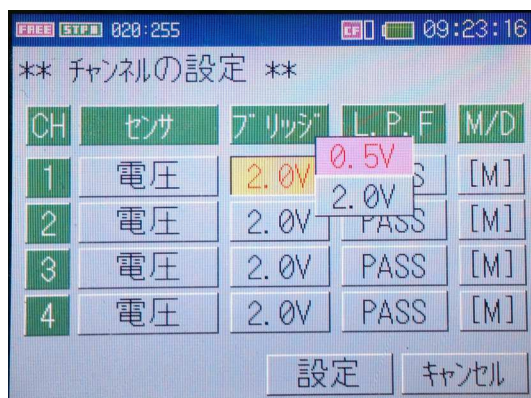 FREE STPM 020:255 CF 09:23:16
** チャンネルの設定 **
CH センサ ブリッジ L.P.F M/D
1 電圧 2.0V 0.5V [M]
2.0V
2 電圧 2.0V PASS [M]
3 電圧 2.0V PASS [M]
4 電圧 2.0V PASS [M]
設定 キャンセル